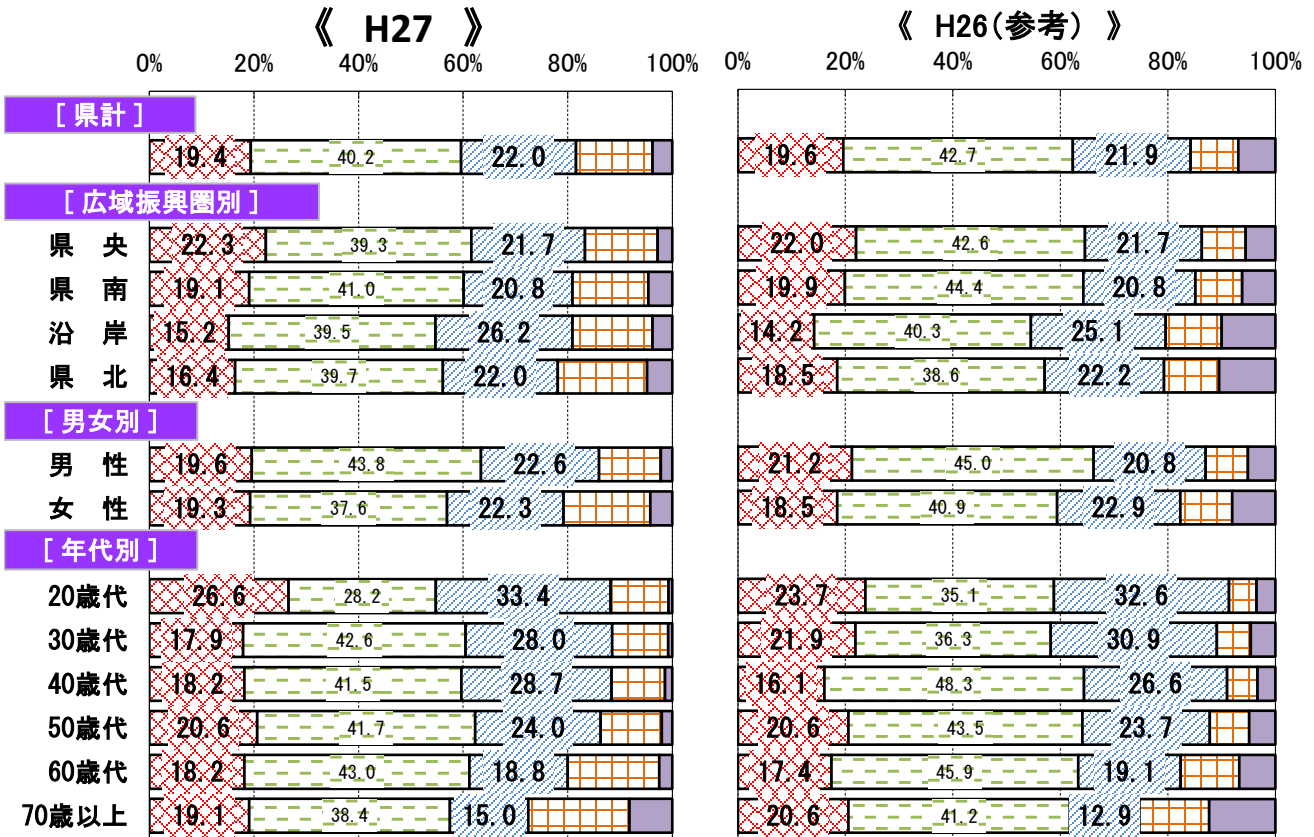 《 H27 》
《 H26(参考) 》
0% 20% 40% 60% 80% 100%
0% 20% 40% 60% 80% 100%
[ 県計 ]
19.4 40.2 22.0
19.6 42.7 21.9
[ 広域振興圏別 ]
県 央 22.3 39.3 21.7
22.0 42.6 21.7
県 南 19.1 41.0 20.8
19.9 44.4 20.8
沿 岸 15.2 39.5 26.2
14.2 40.3 25.1
県 北 16.4 39.7 22.0
18.5 38.6 22.2
[ 男女別 ]
男 性 19.6 43.8 22.6
21.2 45.0 20.8
女 性 19.3 37.6 22.3
18.5 40.9 22.9
[ 年代別 ]
20歳代 26.6 28.2 33.4
23.7 35.1 32.6
30歳代 17.9 42.6 28.0
21.9 36.3 30.9
40歳代 18.2 41.5 28.7
16.1 48.3 26.6
50歳代 20.6 41.7 24.0
20.6 43.5 23.7
60歳代 18.2 43.0 18.8
17.4 45.9 19.1
70歳以上 19.1 38.4 15.0
20.6 41.2 12.9